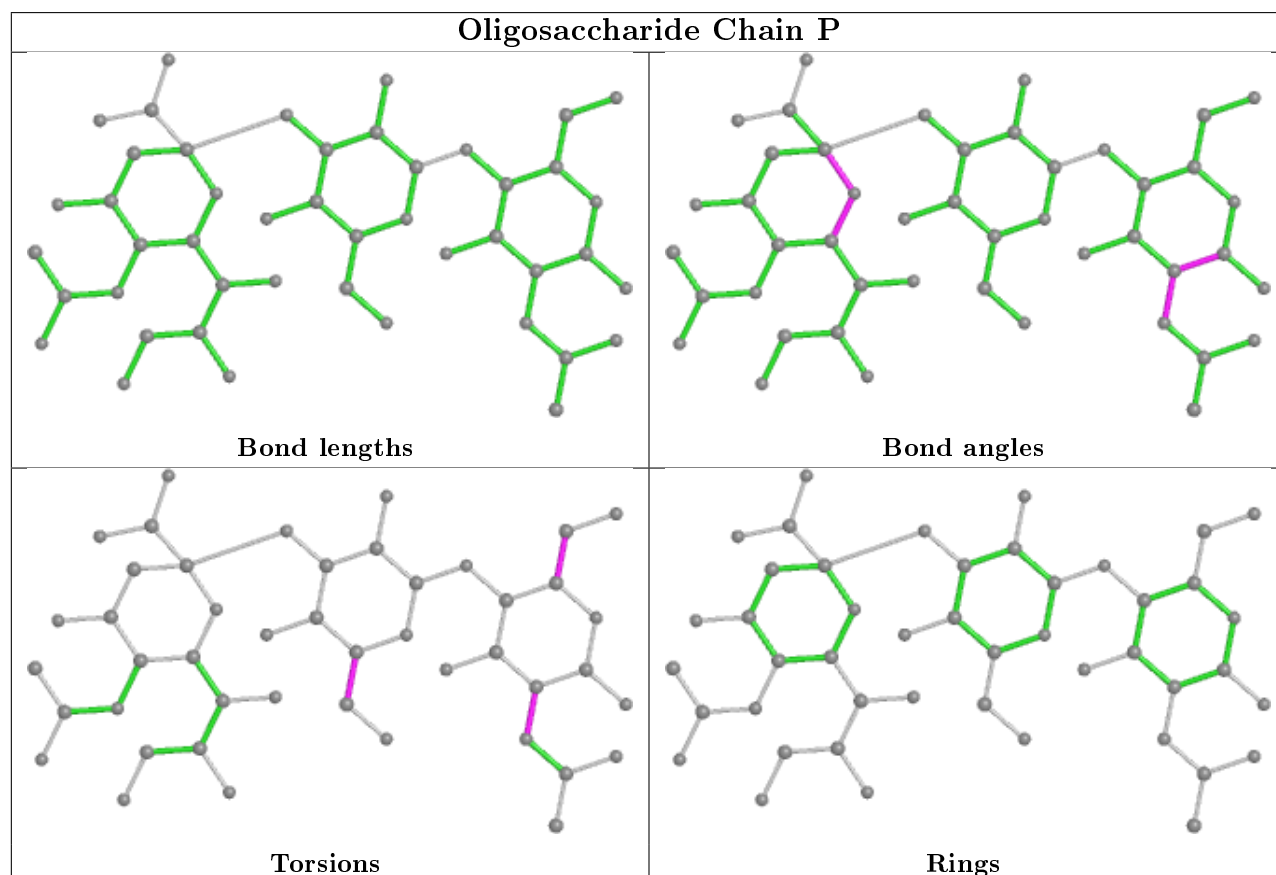 Oligosaccharide Chain P
Bond lengths
Bond angles
Torsions
Rings